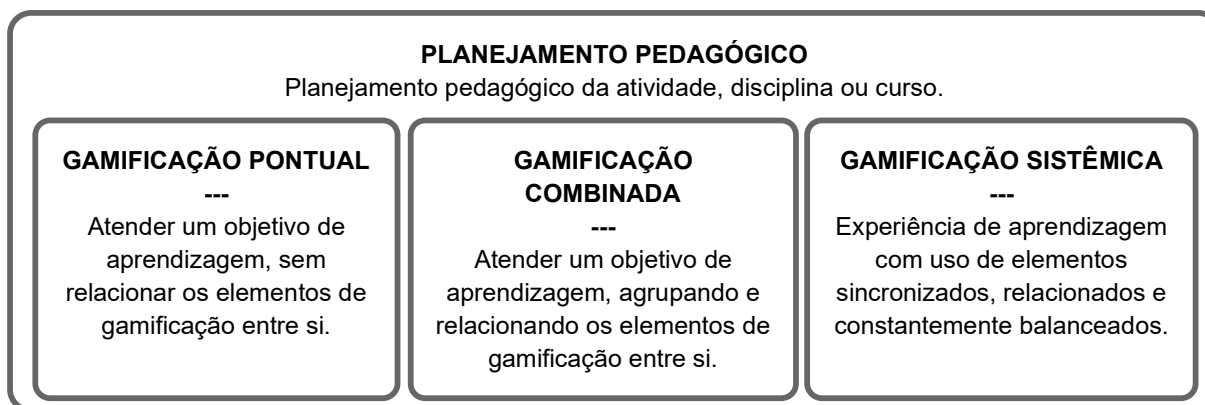 PLANEJAMENTO PEDAGÓGICO
Planejamento pedagógico da atividade, disciplina ou curso.
GAMIFICAÇÃO PONTUAL
---
Atender um objetivo de
aprendizagem, sem
relacionar os elementos de
gamificação entre si.
GAMIFICAÇÃO
COMBINADA
---
Atender um objetivo de
aprendizagem, agrupando e
relacionando os elementos de
gamificação entre si.
GAMIFICAÇÃO SISTÊMICA
---
Experiência de aprendizagem
com uso de elementos
sincronizados, relacionados e
constantemente balanceados.